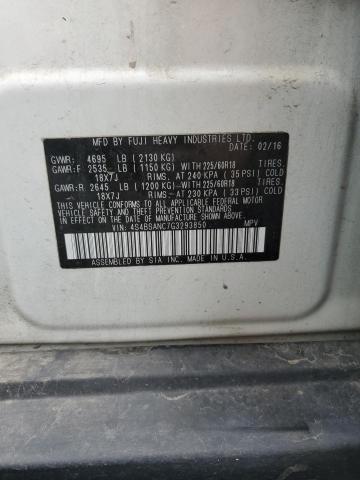 MFD BY FUJI HEAVY INDUSTRIES LTD.
DATE: 02/16
GVWR: 4695 LB (2130 KG)
GAWR:F 2535 LB (1150 KG) WITH 225/60R18 TIRES.
18X7J RIMS. AT 240 KPA (35 PSI) COLD
GAWR:R 2645 LB (1200 KG) WITH 225/60R18 TIRES.
18X7J RIMS. AT 230 KPA (33 PSI) COLD
THIS VEHICLE CONFORMS TO ALL APPLICABLE FEDERAL MOTOR
VEHICLE SAFETY, BUMPER, AND THEFT PREVENTION STANDARDS
IN EFFECT ON THE DATE OF MANUFACTURE SHOWN ABOVE.
VIN: 4S4BSANC7G3293850 MPV
ASSEMBLED BY SIA INC. MADE IN U.S.A.